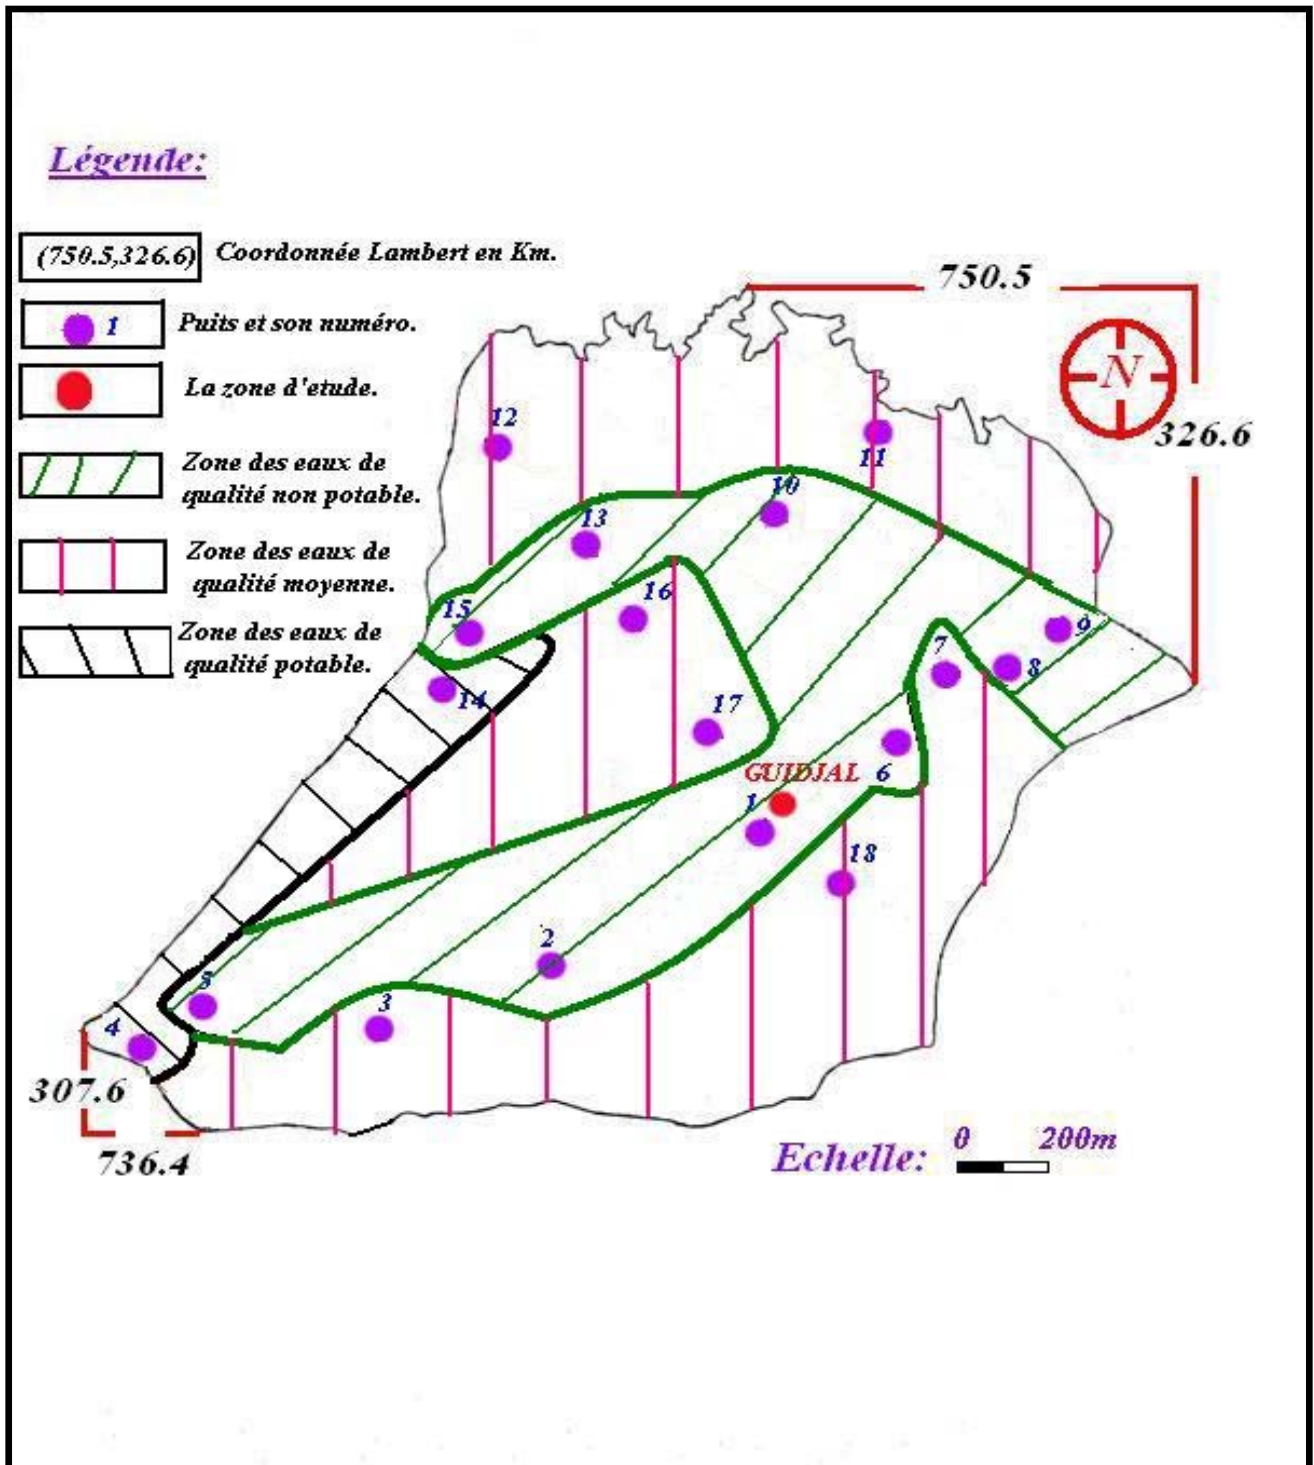 Légende:
(750.5,326.6) Coordonnée Lambert en Km.
1 Puits et son numéro.
La zone d'etude.
Zone des eaux de
qualité non potable.
Zone des eaux de
qualité moyenne.
Zone des eaux de
qualité potable.
750.5
N
326.6
12
11
10
13
15
16
9
7
8
14
17
GUIDJAL
6
1
18
2
5
3
4
307.6
736.4
Echelle: 0 200m